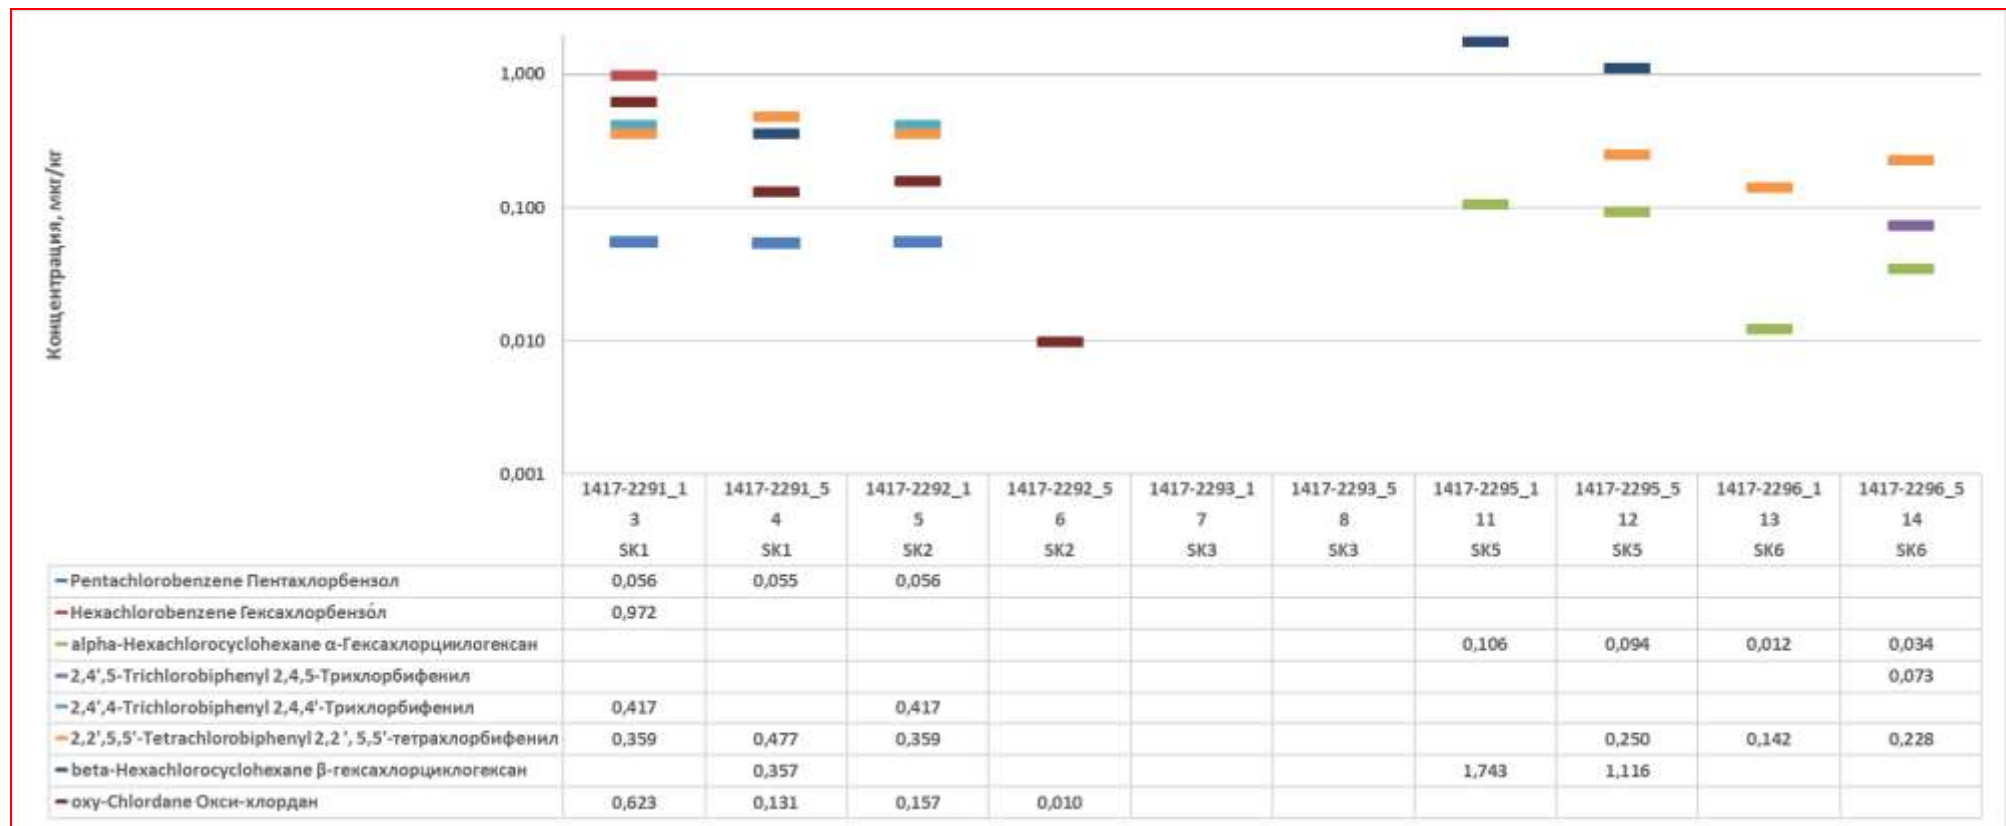 Концентрация, мкг/кг
1,000
0,100
0,010
0,001
1417-2291_1 1417-2291_5 1417-2292_1 1417-2292_5 1417-2293_1 1417-2293_5 1417-2295_1 1417-2295_5 1417-2296_1 1417-2296_5
3 4 5 6 7 8 11 12 13 14
SK1 SK1 SK2 SK2 SK3 SK3 SK5 SK5 SK6 SK6
Pentachlorobenzene Пентахлорбензол 0,056 0,055 0,056
Hexachlorobenzene Гексахлорбензо́л 0,972
alpha-Hexachlorocyclohexane α-Гексахлорциклогексан 0,106 0,094 0,012 0,034
2,4',5-Trichlorobiphenyl 2,4,5-Трихлорбифенил 0,073
2,4',4-Trichlorobiphenyl 2,4,4'-Трихлорбифенил 0,417 0,417
2,2',5,5'-Tetrachlorobiphenyl 2,2 ', 5,5'-тетрахлорбифенил 0,359 0,477 0,359 0,250 0,142 0,228
beta-Hexachlorocyclohexane β-гексахлорциклогексан 0,357 1,743 1,116
oxy-Chlordane Окси-хлордан 0,623 0,131 0,157 0,010